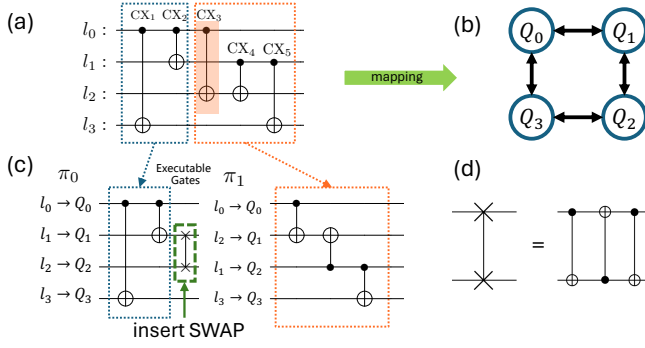 (a)
CX₁ CX₂ CX₃
l₀ :
l₁ : CX₄ CX₅
l₂ :
l₃ :
mapping
(b)
Q₀ Q₁
Q₃ Q₂
(c)
π₀ Executable Gates π₁
l₀ → Q₀ l₀ → Q₀
l₁ → Q₁ l₂ → Q₁
l₂ → Q₂ l₁ → Q₂
l₃ → Q₃ l₃ → Q₃
insert SWAP
(d)
=